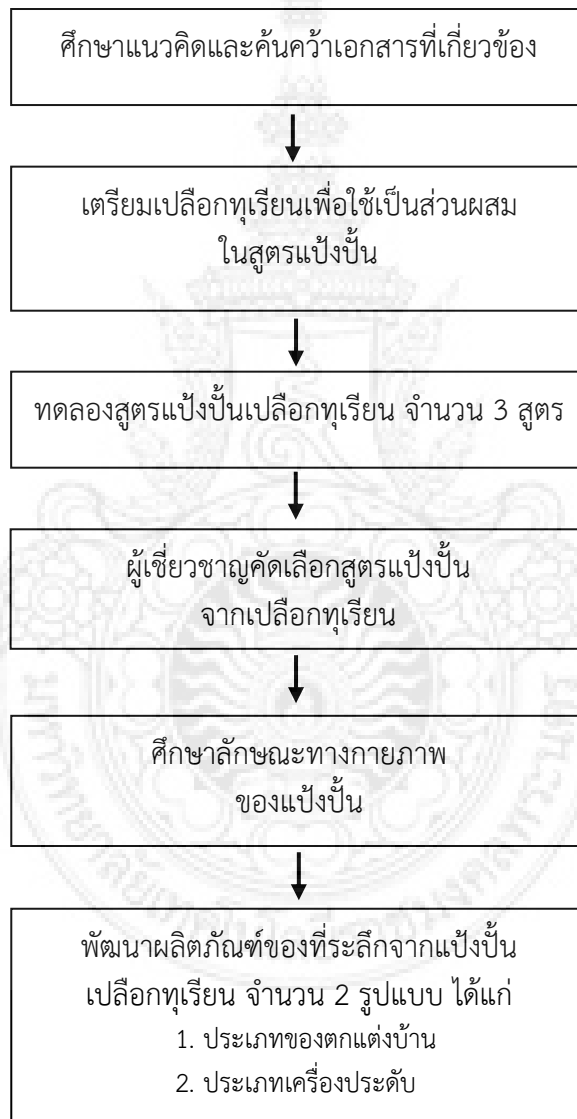 ศึกษาแนวคิดและค้นคว้าเอกสารที่เกี่ยวข้อง
เตรียมเปลือกทุเรียนเพื่อใช้เป็นส่วนผสม
ในสูตรแป้งปั้น
ทดลองสูตรแป้งปั้นเปลือกทุเรียน จำนวน 3 สูตร
ผู้เชี่ยวชาญคัดเลือกสูตรแป้งปั้น
จากเปลือกทุเรียน
ศึกษาลักษณะทางกายภาพ
ของแป้งปั้น
พัฒนาผลิตภัณฑ์ของที่ระลึกจากแป้งปั้น
เปลือกทุเรียน จำนวน 2 รูปแบบ ได้แก่
1. ประเภทของตกแต่งบ้าน
2. ประเภทเครื่องประดับ